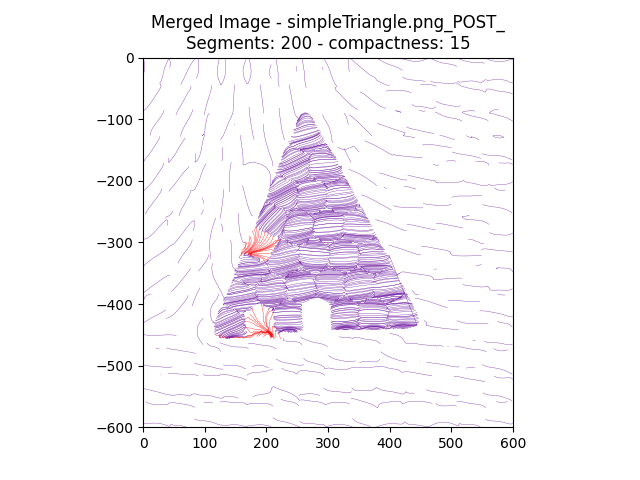 Merged Image - simpleTriangle.png_POST_
Segments: 200 - compactness: 15
0
−100
−200
−300
−400
−500
−600
0 100 200 300 400 500 600